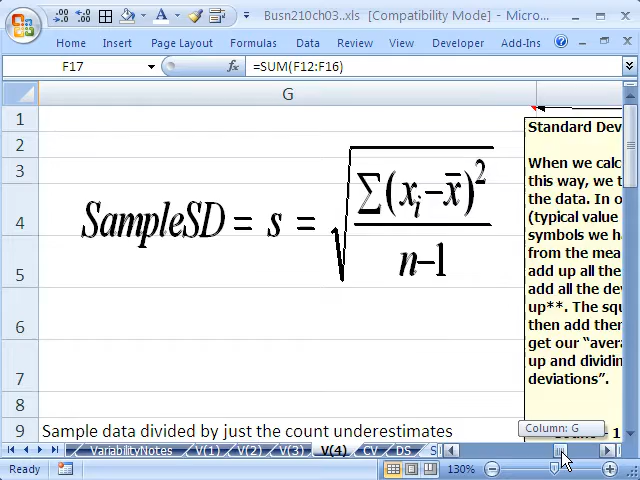 Busn210ch03..xls [Compatibility Mode] - Micro...
Home Insert Page Layout Formulas Data Review View Developer Add-Ins
F17 =SUM(F12:F16)
G
1
2
3
4
5
6
7
8
9
SampleSD = s = √(∑(xᵢ−x̄)²/(n−1))
Standard Dev
When we calc
this way, we t
the data. In o
(typical value
symbols we ha
from the mea
add up all the
add all the dev
up**. The squ
then add them
get our “avera
up and dividin
deviations”.
Sample data divided by just the count underestimates
Column: G
VariabilityNotes V(1) V(2) V(3) V(4) CV DS
Ready 130%